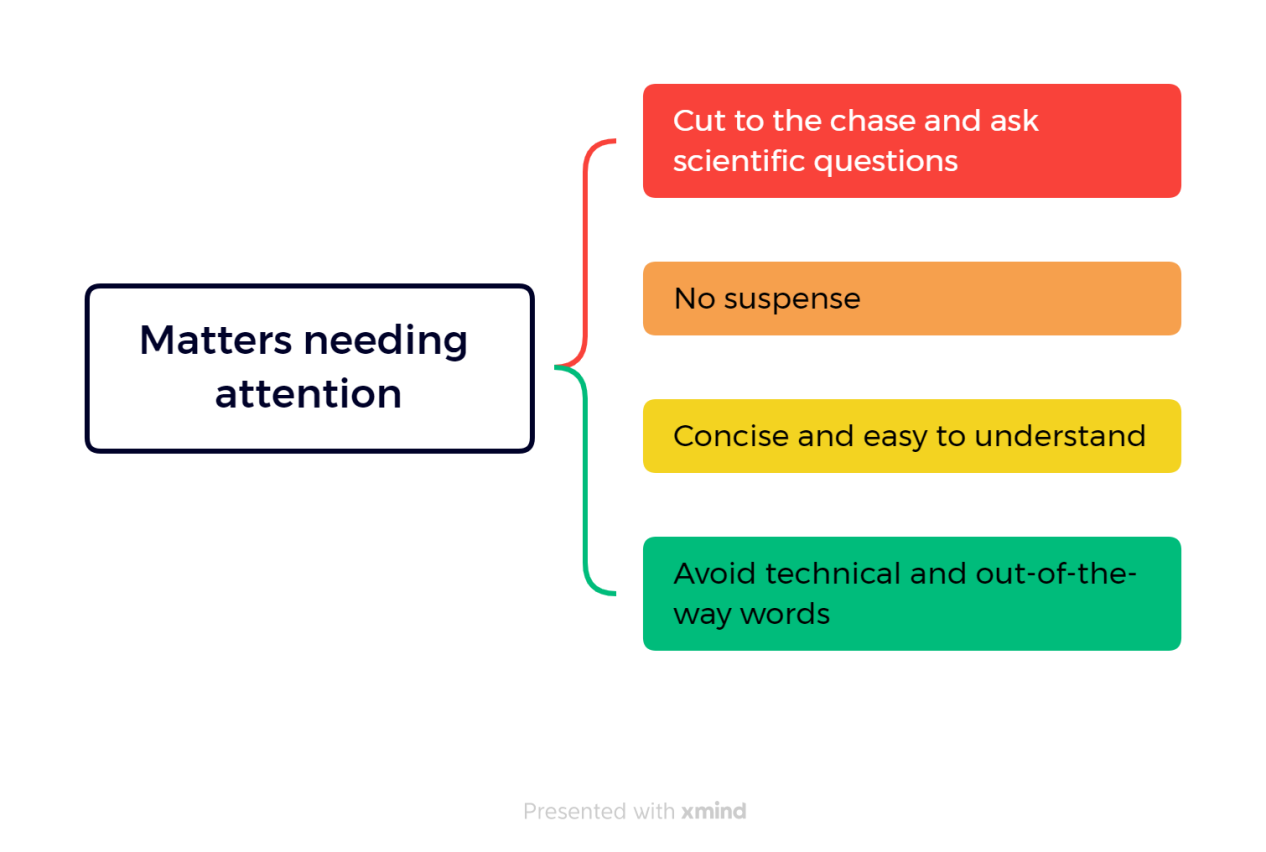 Cut to the chase and ask
scientific questions
No suspense
Matters needing
attention
Concise and easy to understand
Avoid technical and out-of-the-
way words
Presented with xmind